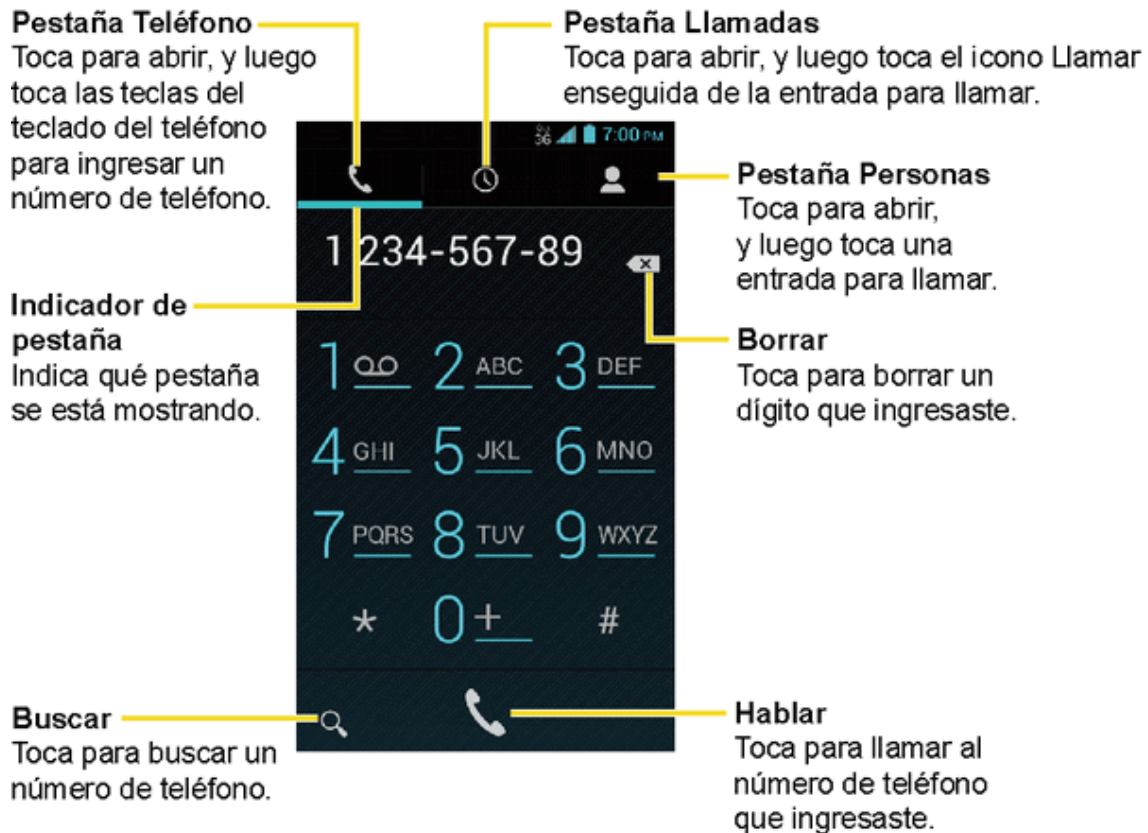 Pestaña Teléfono
Toca para abrir, y luego
toca las teclas del
teclado del teléfono
para ingresar un
número de teléfono.
Pestaña Llamadas
Toca para abrir, y luego toca el icono Llamar
enseguida de la entrada para llamar.
3G 7:00 PM
Pestaña Personas
Toca para abrir,
y luego toca una
entrada para llamar.
1 234-567-89
Indicador de
pestaña
Indica qué pestaña
se está mostrando.
Borrar
Toca para borrar un
dígito que ingresaste.
1 2 ABC 3 DEF
4 GHI 5 JKL 6 MNO
7 PQRS 8 TUV 9 WXYZ
* 0 + #
Buscar
Toca para buscar un
número de teléfono.
Hablar
Toca para llamar al
número de teléfono
que ingresaste.